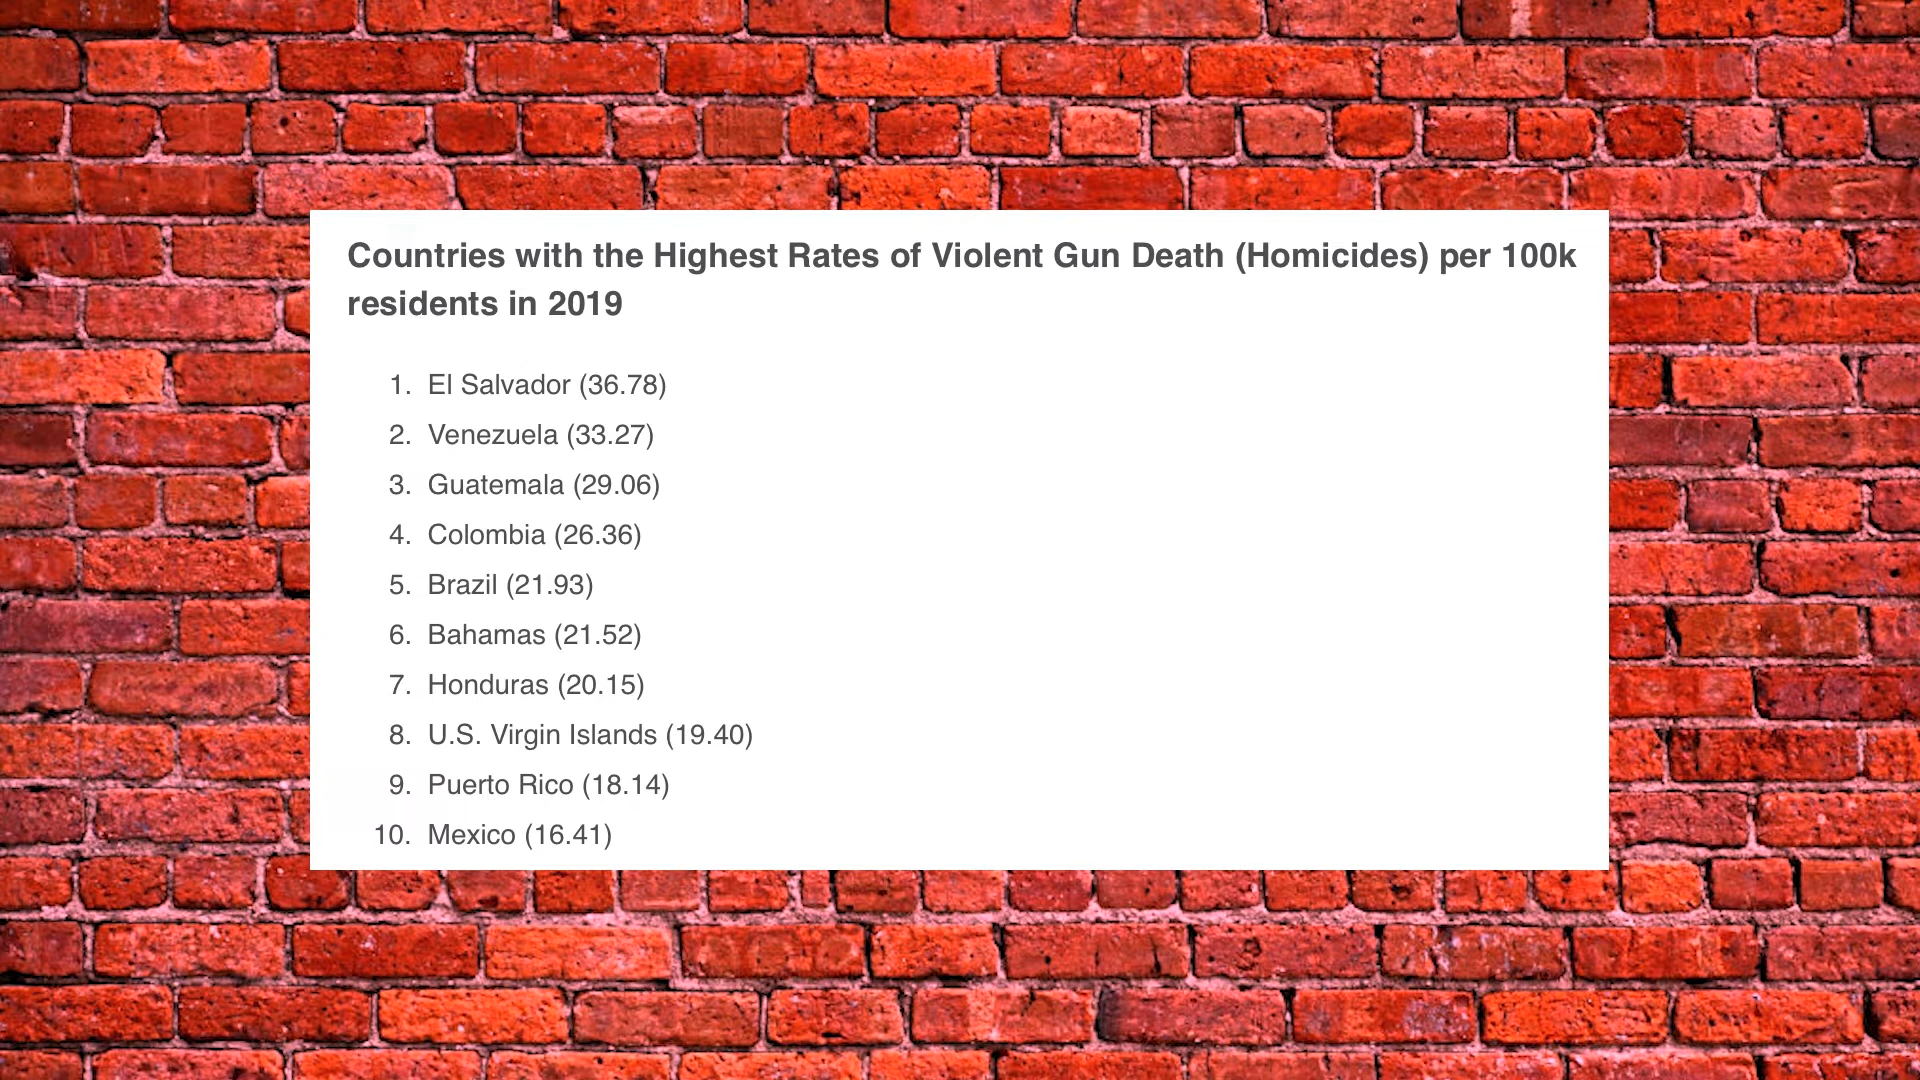 Countries with the Highest Rates of Violent Gun Death (Homicides) per 100k
residents in 2019
1. El Salvador (36.78)
2. Venezuela (33.27)
3. Guatemala (29.06)
4. Colombia (26.36)
5. Brazil (21.93)
6. Bahamas (21.52)
7. Honduras (20.15)
8. U.S. Virgin Islands (19.40)
9. Puerto Rico (18.14)
10. Mexico (16.41)